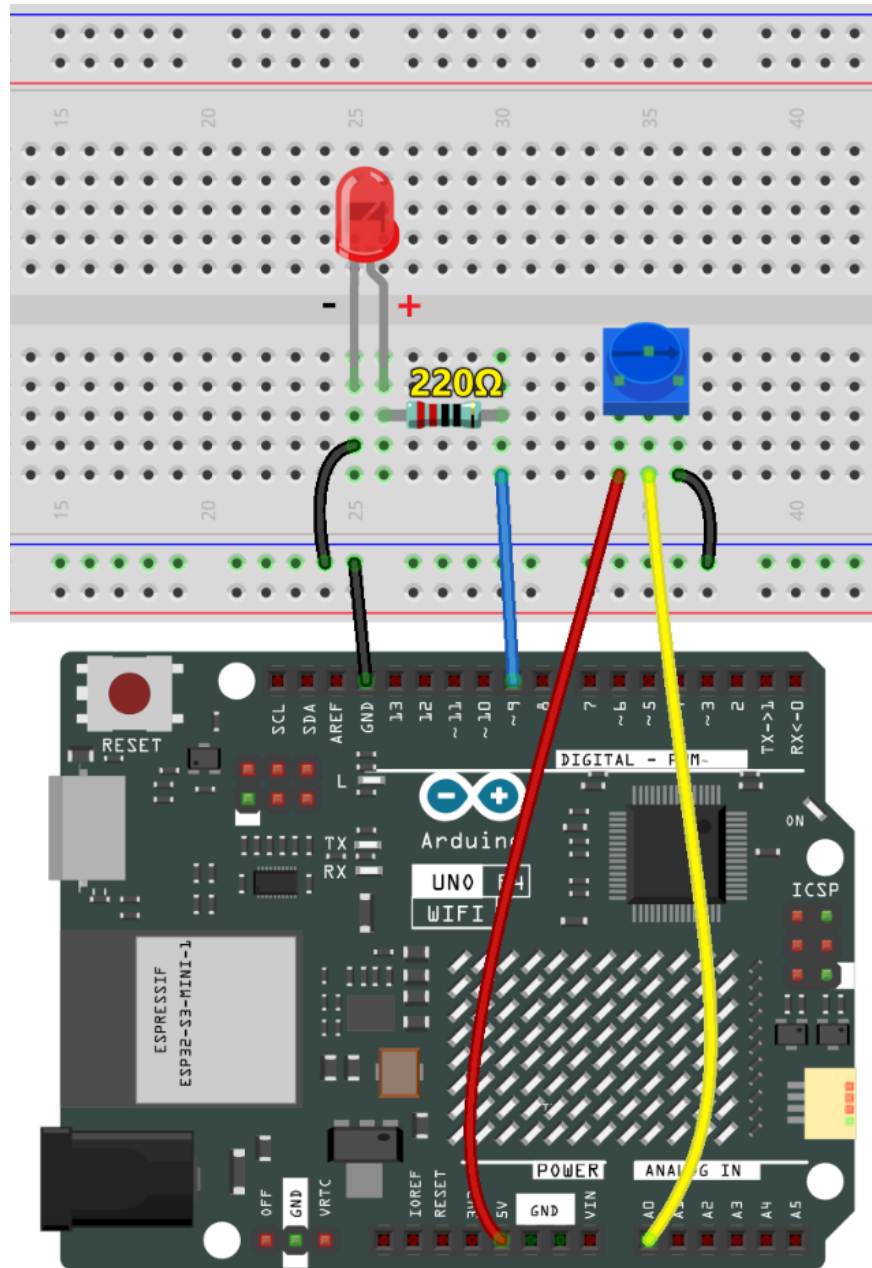 15 20 25 30 35 40
- +
220Ω
15 20 25 30 40
RESET
SCL SDA AREF GND 13 12 ~11 ~10 ~9 8 7 ~6 ~5 ~3 2 TX->1 RX<-0
DIGITAL - PWM~
L
TX
RX
Arduino
ON
UNO R4
WIFI
ICSP
ESPRESSIF
ESP32-S3-MINI-1
POWER ANALOG IN
OFF GND VRTC IOREF RESET 3V3 5V GND VIN A0 A1 A2 A3 A4 A5